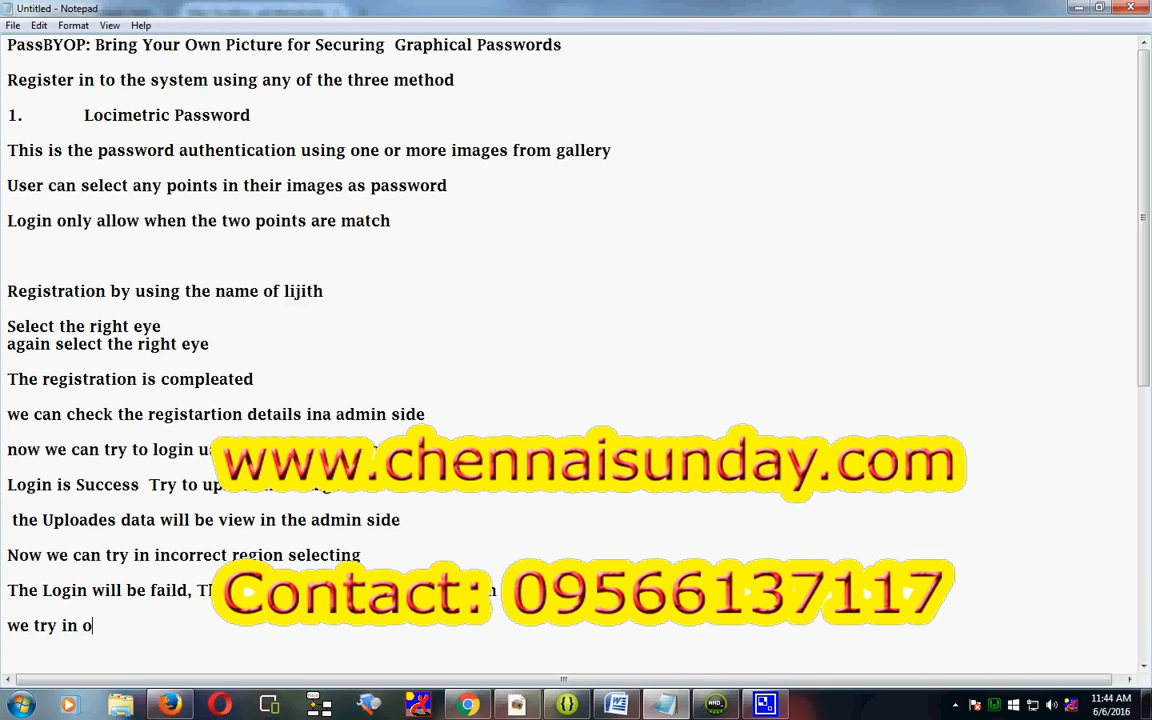 Untitled - Notepad
File Edit Format View Help
PassBYOP: Bring Your Own Picture for Securing Graphical Passwords
Register in to the system using any of the three method
1. Locimetric Password
This is the password authentication using one or more images from gallery
User can select any points in their images as password
Login only allow when the two points are match
Registration by using the name of lijith
Select the right eye
again select the right eye
The registration is compleated
we can check the registartion details ina admin side
now we can try to login
www.chennaisunday.com
Login is Success Try to
the Uploades data will be view in the admin side
Now we can try in incorrect region selecting
The Login will be faild,
Contact: 09566137117
we try in o
11:44 AM
6/6/2016